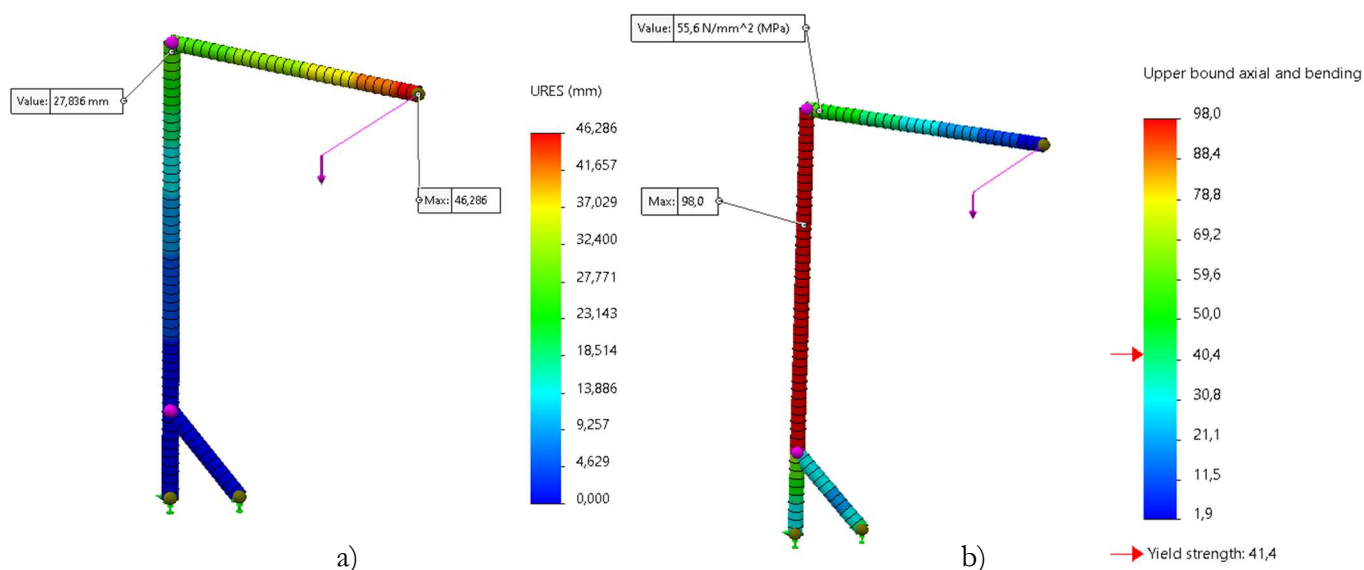 Value: 27,836 mm
Max: 46,286
URES (mm)
46,286
41,657
37,029
32,400
27,771
23,143
18,514
13,886
9,257
4,629
0,000
a)
Value: 55,6 N/mm^2 (MPa)
Max: 98,0
Upper bound axial and bending
98,0
88,4
78,8
69,2
59,6
50,0
40,4
30,8
21,1
11,5
1,9
Yield strength: 41,4
b)